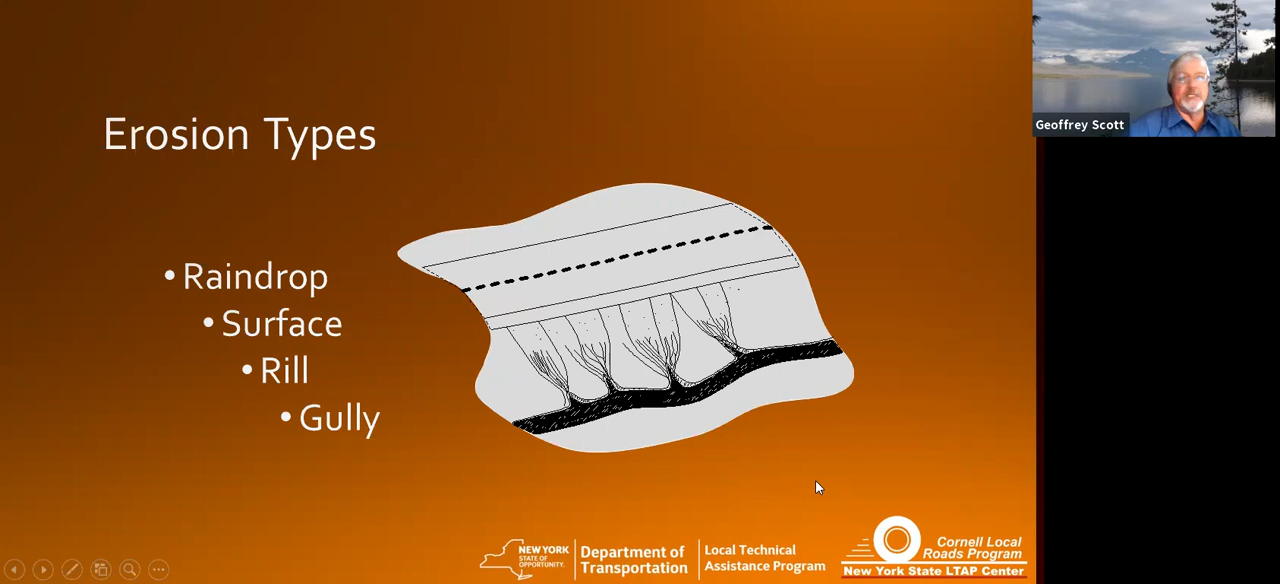 Erosion Types
• Raindrop
• Surface
• Rill
• Gully
Geoffrey Scott
NEW YORK
STATE OF
OPPORTUNITY.
Department of
Transportation
Local Technical
Assistance Program
Cornell Local
Roads Program
New York State LTAP Center